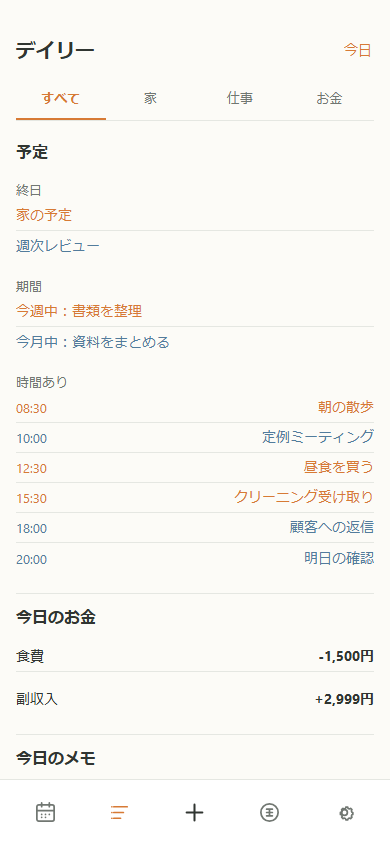 デイリー 今日
すべて 家 仕事 お金
予定
終日
家の予定
週次レビュー
期間
今週中：書類を整理
今月中：資料をまとめる
時間あり
08:30 朝の散歩
10:00 定例ミーティング
12:30 昼食を買う
15:30 クリーニング受け取り
18:00 顧客への返信
20:00 明日の確認
今日のお金
食費 -1,500円
副収入 +2,999円
今日のメモ